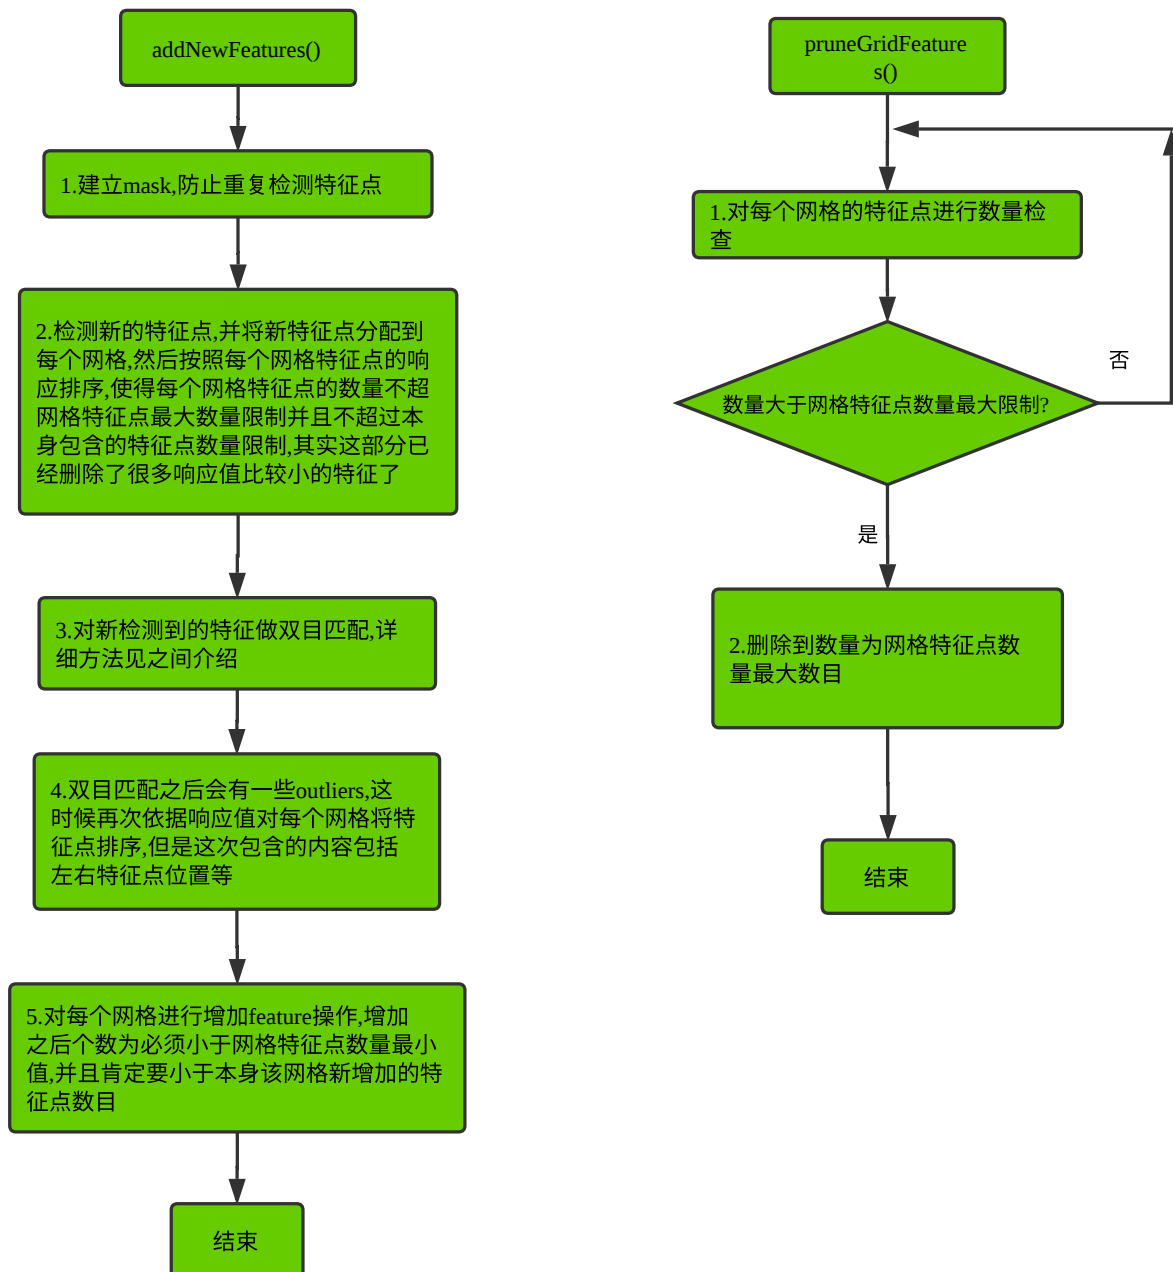 addNewFeatures()
1.建立mask,防止重复检测特征点
2.检测新的特征点,并将新特征点分配到
每个网格,然后按照每个网格特征点的响
应排序,使得每个网格特征点的数量不超
网格特征点最大数量限制并且不超过本
身包含的特征点数量限制,其实这部分已
经删除了很多响应值比较小的特征了
3.对新检测到的特征做双目匹配,详
细方法见之间介绍
4.双目匹配之后会有一些outliers,这
时候再次依据响应值对每个网格将特
征点排序,但是这次包含的内容包括
左右特征点位置等
5.对每个网格进行增加feature操作,增加
之后个数为必须小于网格特征点数量最小
值,并且肯定要小于本身该网格新增加的特
征点数目
结束
pruneGridFeature
s()
1.对每个网格的特征点进行数量检
查
数量大于网格特征点数量最大限制?
否
是
2.删除到数量为网格特征点数
量最大数目
结束